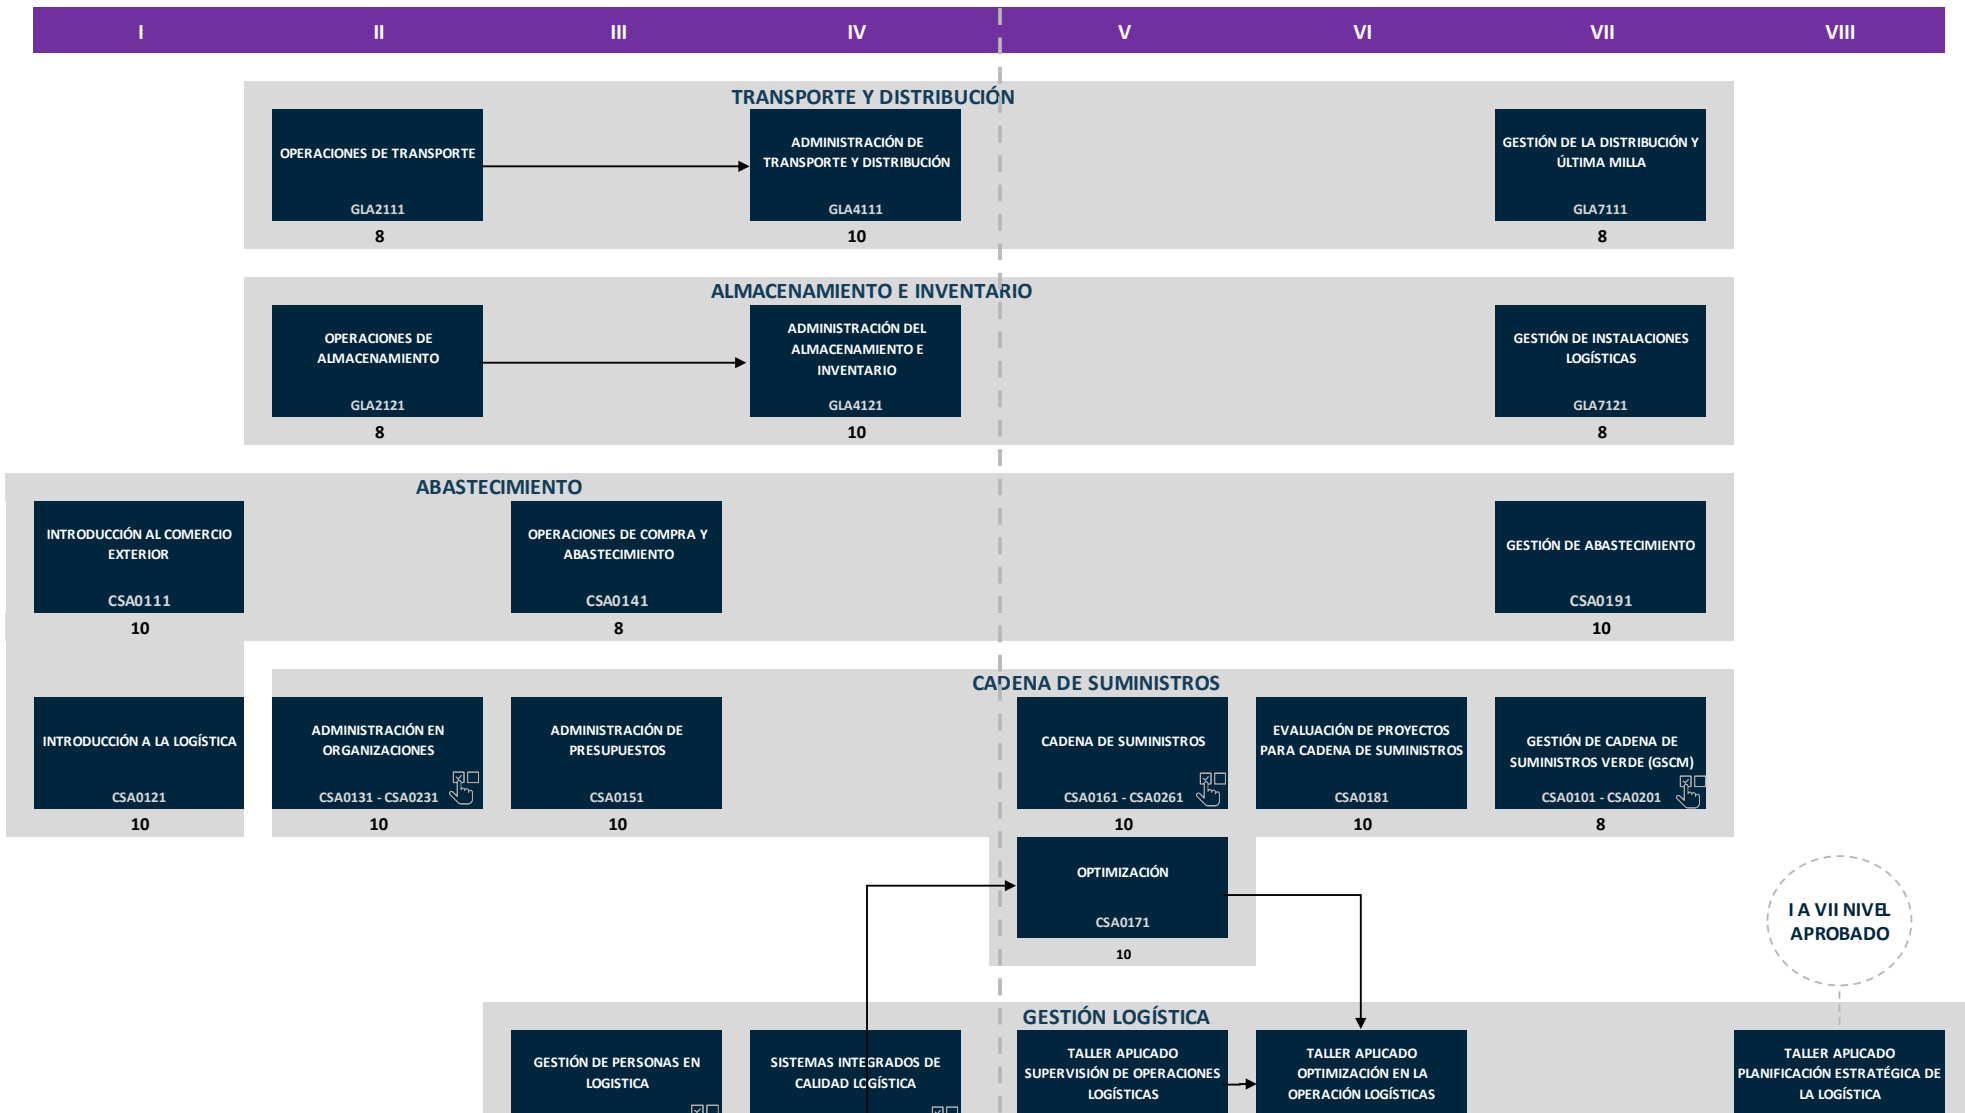 I II III IV V VI VII VIII
TRANSPORTE Y DISTRIBUCIÓN
OPERACIONES DE TRANSPORTE
GLA2111
8
ADMINISTRACIÓN DE
TRANSPORTE Y DISTRIBUCIÓN
GLA4111
10
GESTIÓN DE LA DISTRIBUCIÓN Y
ÚLTIMA MILLA
GLA7111
8
ALMACENAMIENTO E INVENTARIO
OPERACIONES DE
ALMACENAMIENTO
GLA2121
8
ADMINISTRACIÓN DEL
ALMACENAMIENTO E
INVENTARIO
GLA4121
10
GESTIÓN DE INSTALACIONES
LOGÍSTICAS
GLA7121
8
ABASTECIMIENTO
INTRODUCCIÓN AL COMERCIO
EXTERIOR
CSA0111
10
OPERACIONES DE COMPRA Y
ABASTECIMIENTO
CSA0141
8
GESTIÓN DE ABASTECIMIENTO
CSA0191
10
CADENA DE SUMINISTROS
INTRODUCCIÓN A LA LOGÍSTICA
CSA0121
10
ADMINISTRACIÓN EN
ORGANIZACIONES
CSA0131 - CSA0231
10
ADMINISTRACIÓN DE
PRESUPUESTOS
CSA0151
10
CADENA DE SUMINISTROS
CSA0161 - CSA0261
10
EVALUACIÓN DE PROYECTOS
PARA CADENA DE SUMINISTROS
CSA0181
10
GESTIÓN DE CADENA DE
SUMINISTROS VERDE (GSCM)
CSA0101 - CSA0201
8
OPTIMIZACIÓN
CSA0171
10
I A VII NIVEL
APROBADO
GESTIÓN LOGÍSTICA
GESTIÓN DE PERSONAS EN
LOGISTICA
SISTEMAS INTEGRADOS DE
CALIDAD LOGÍSTICA
TALLER APLICADO
SUPERVISIÓN DE OPERACIONES
LOGÍSTICAS
TALLER APLICADO
OPTIMIZACIÓN EN LA
OPERACIÓN LOGÍSTICAS
TALLER APLICADO
PLANIFICACIÓN ESTRATÉGICA DE
LA LOGÍSTICA